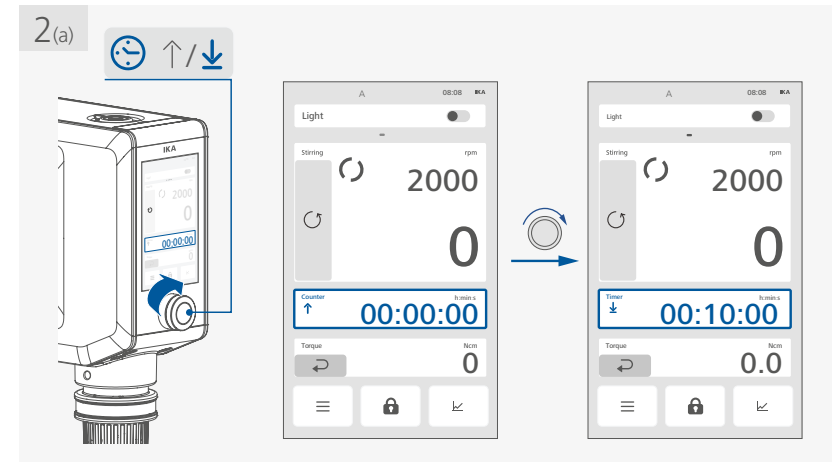 2(a)
IKA
2000
0
00:00:00
0
A 08:08 IKA
Light
Stirring rpm
2000
0
Counter h:min:s
00:00:00
Torque Ncm
0
A 08:08 IKA
Light
Stirring rpm
2000
0
Timer h:min:s
00:10:00
Torque Ncm
0.0